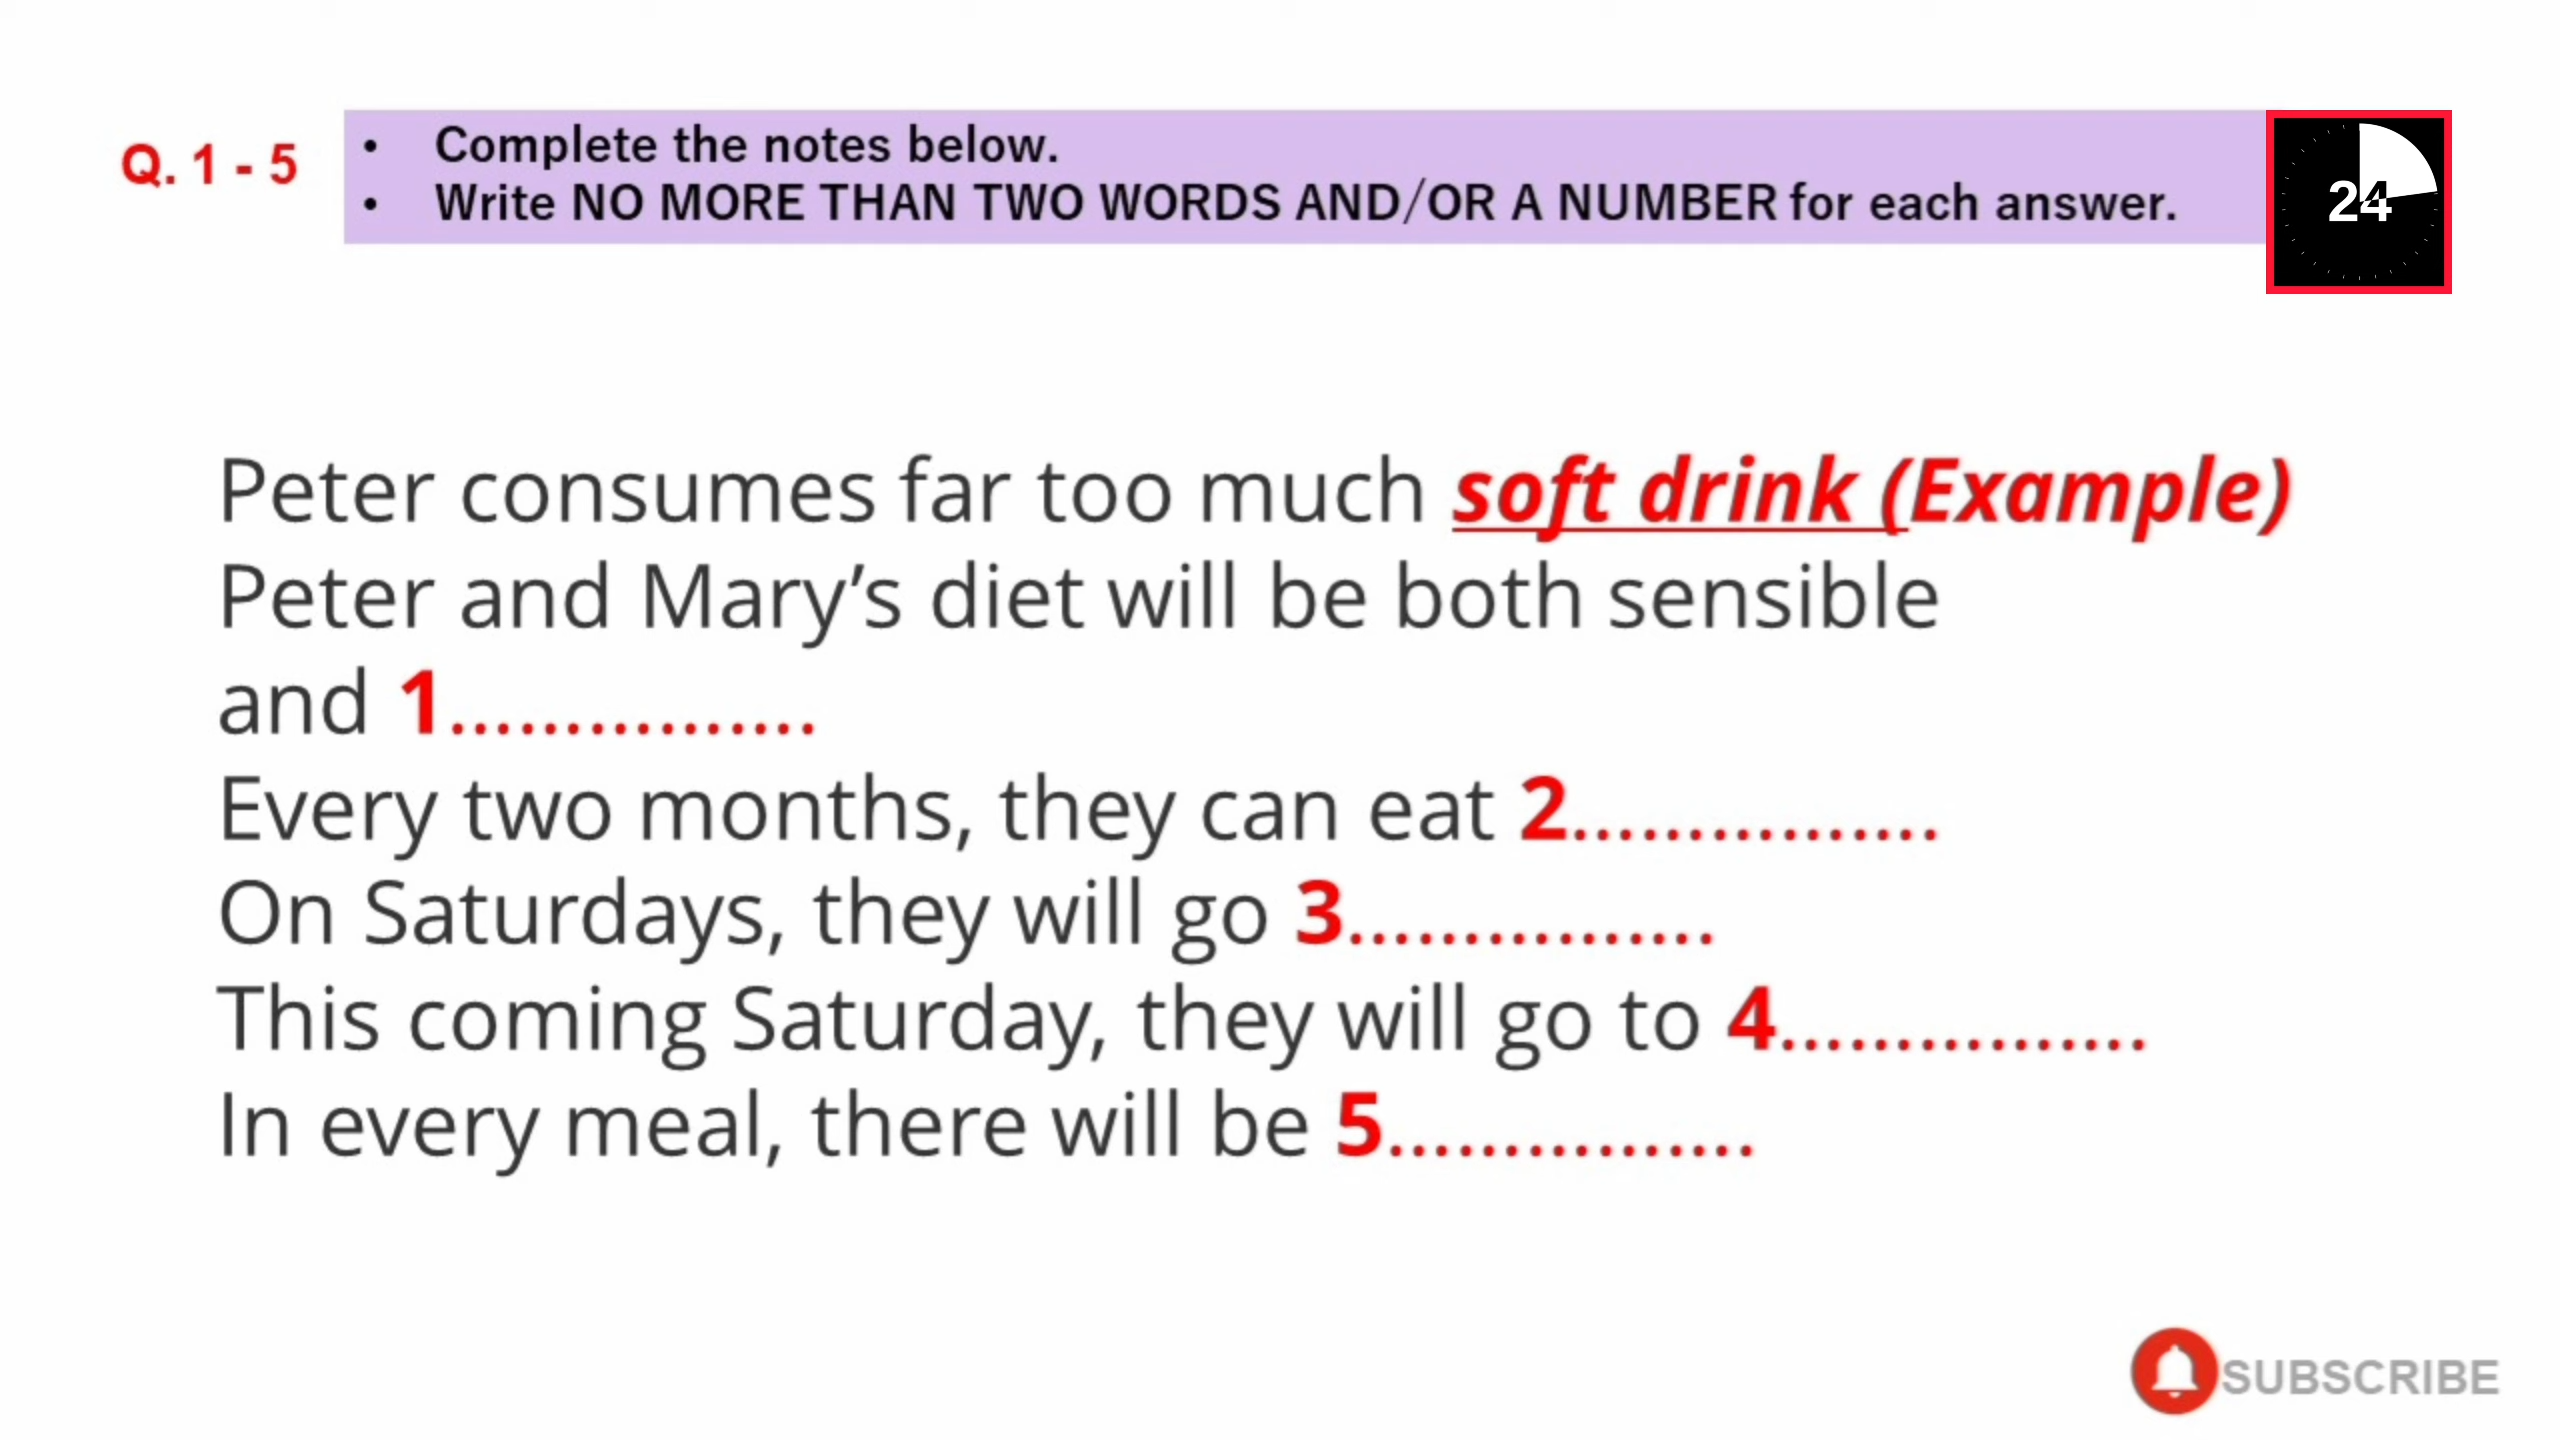 Q. 1 - 5
• Complete the notes below.
• Write NO MORE THAN TWO WORDS AND/OR A NUMBER for each answer.
24
Peter consumes far too much soft drink (Example)
Peter and Mary’s diet will be both sensible
and 1................
Every two months, they can eat 2................
On Saturdays, they will go 3................
This coming Saturday, they will go to 4................
In every meal, there will be 5................
SUBSCRIBE